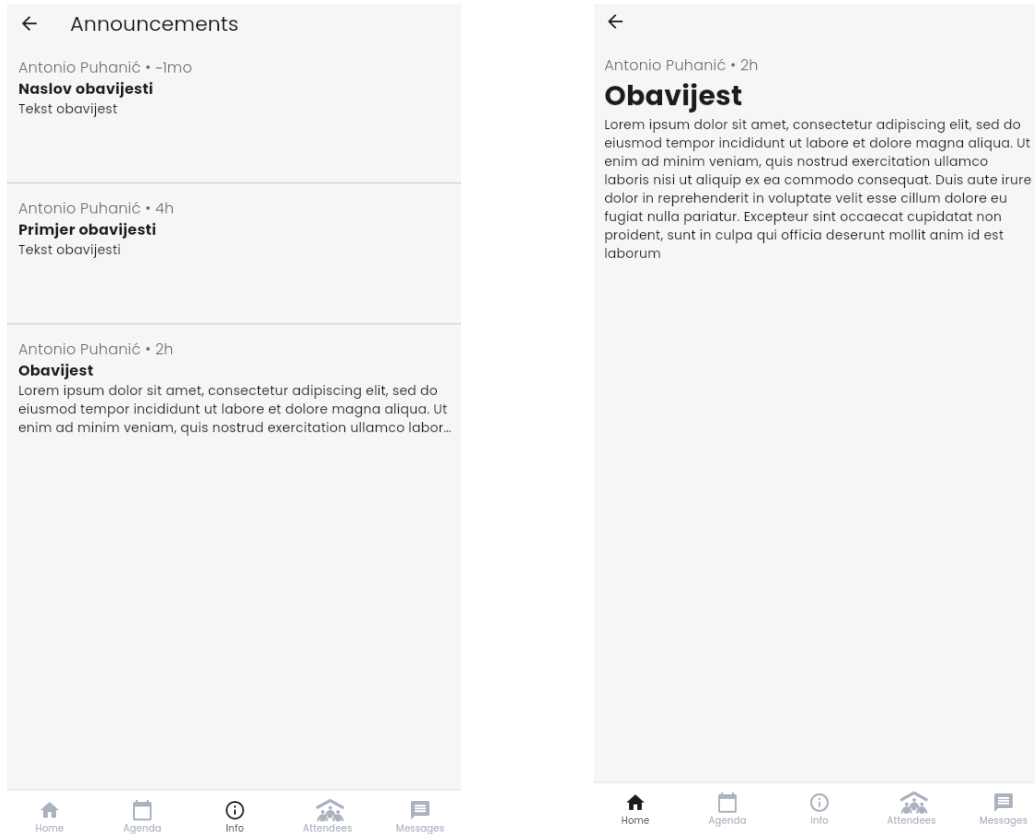 Announcements
Antonio Puhanić • ~1mo
Naslov obavijesti
Tekst obavijest
Antonio Puhanić • 4h
Primjer obavijesti
Tekst obavijesti
Antonio Puhanić • 2h
Obavijest
Lorem ipsum dolor sit amet, consectetur adipiscing elit, sed do
eiusmod tempor incididunt ut labore et dolore magna aliqua. Ut
enim ad minim veniam, quis nostrud exercitation ullamco labor...
Home Agenda Info Attendees Messages
Antonio Puhanić • 2h
Obavijest
Lorem ipsum dolor sit amet, consectetur adipiscing elit, sed do
eiusmod tempor incididunt ut labore et dolore magna aliqua. Ut
enim ad minim veniam, quis nostrud exercitation ullamco
laboris nisi ut aliquip ex ea commodo consequat. Duis aute irure
dolor in reprehenderit in voluptate velit esse cillum dolore eu
fugiat nulla pariatur. Excepteur sint occaecat cupidatat non
proident, sunt in culpa qui officia deserunt mollit anim id est
laborum
Home Agenda Info Attendees Messages